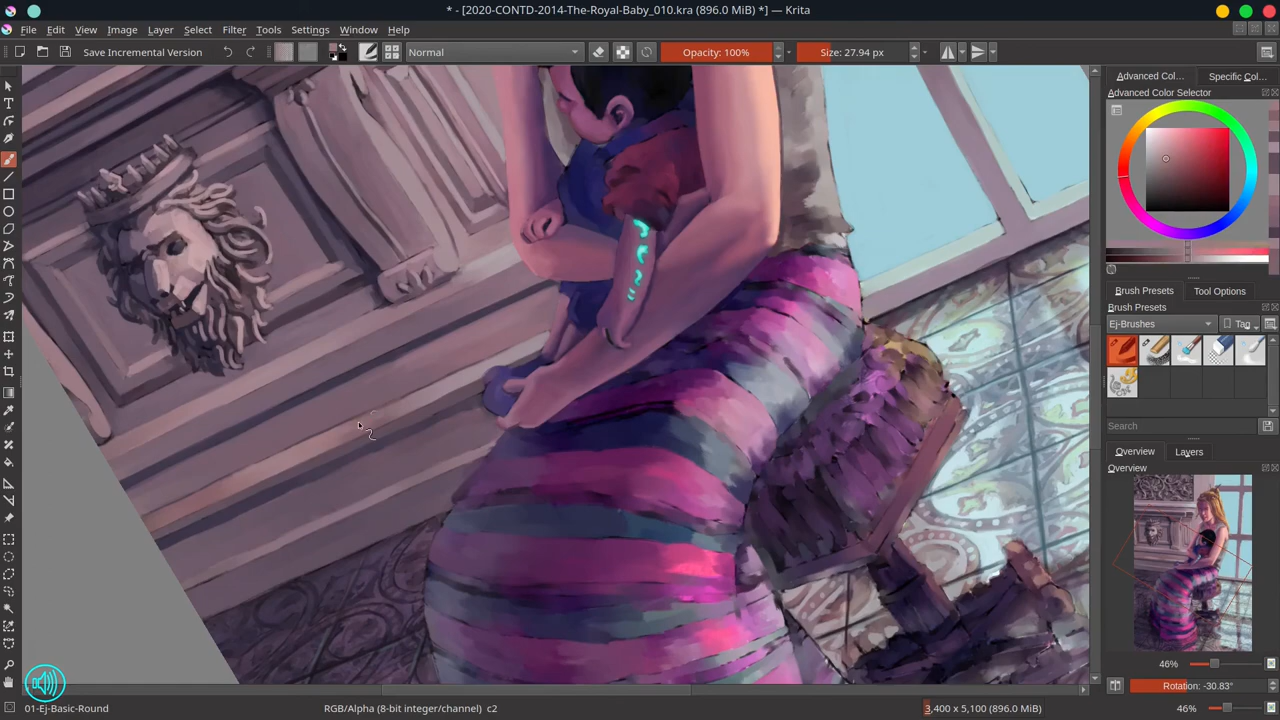 * - [2020-CONTD-2014-The-Royal-Baby_010.kra (896.0 MiB) *] — Krita
File Edit View Image Layer Select Filter Tools Settings Window Help
Save Incremental Version Normal Opacity: 100% Size: 27.94 px
Advanced Col... Specific Col...
Advanced Color Selector
Brush Presets Tool Options
Brush Presets
Ej-Brushes Tag
Search
Overview Layers
Overview
46%
Rotation: -30.83°
01-Ej-Basic-Round RGB/Alpha (8-bit integer/channel) c2 3,400 x 5,100 (896.0 MiB) 46%